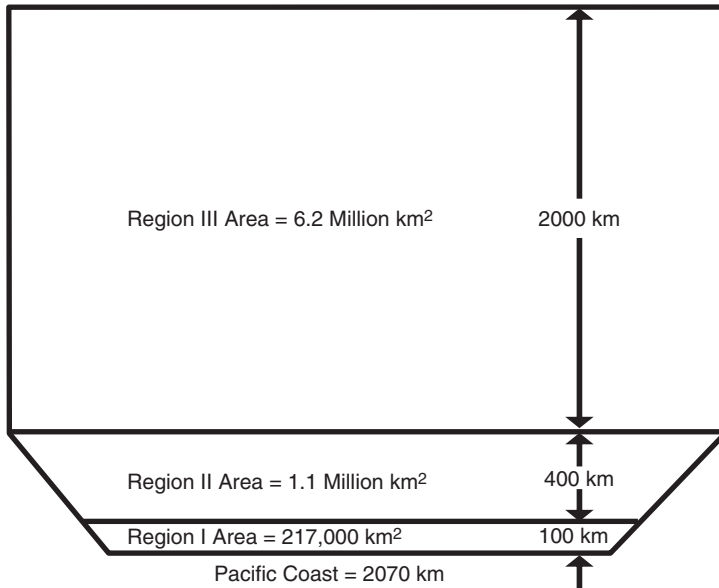 Region III Area = 6.2 Million km²
2000 km
Region II Area = 1.1 Million km²
400 km
Region I Area = 217,000 km²
100 km
Pacific Coast = 2070 km